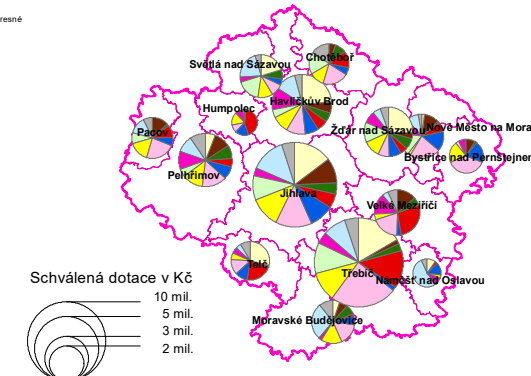 resné
Chotěboř
Světlá nad Sázavou
Havlíčkův Brod
Humpolec
Pacov
Žďár nad Sázavou
Nové Město na Mora
Bystřice nad Pernštejnem
Pelhřimov
Jihlava
Velké Meziříčí
Telč
Třebíč
Náměšť nad Oslavou
Moravské Budějovice
Schválená dotace v Kč
10 mil.
5 mil.
3 mil.
2 mil.